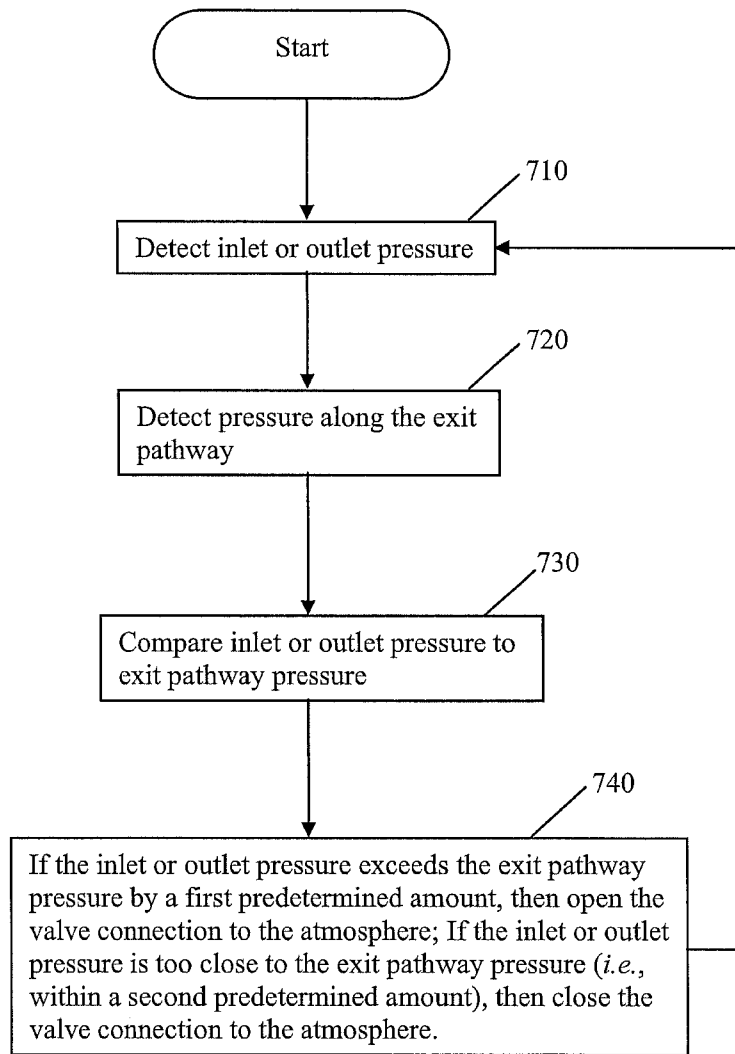 Start
710
Detect inlet or outlet pressure
720
Detect pressure along the exit
pathway
730
Compare inlet or outlet pressure to
exit pathway pressure
740
If the inlet or outlet pressure exceeds the exit pathway
pressure by a first predetermined amount, then open the
valve connection to the atmosphere; If the inlet or outlet
pressure is too close to the exit pathway pressure (i.e.,
within a second predetermined amount), then close the
valve connection to the atmosphere.